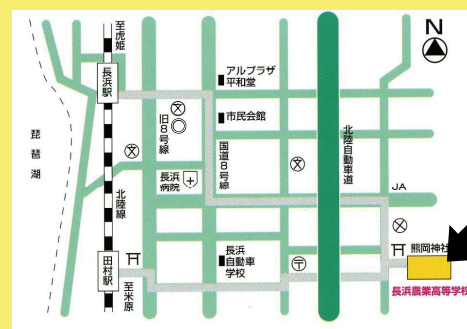 至虎姫
N
長浜駅
アルプラザ
平和堂
市民会館
旧8号線
国道8号線
北陸自動車道
琵琶湖
長浜
病院
北陸線
JA
田村駅
至米原
長浜
自動車
学校
熊岡神社
長浜農業高等学校